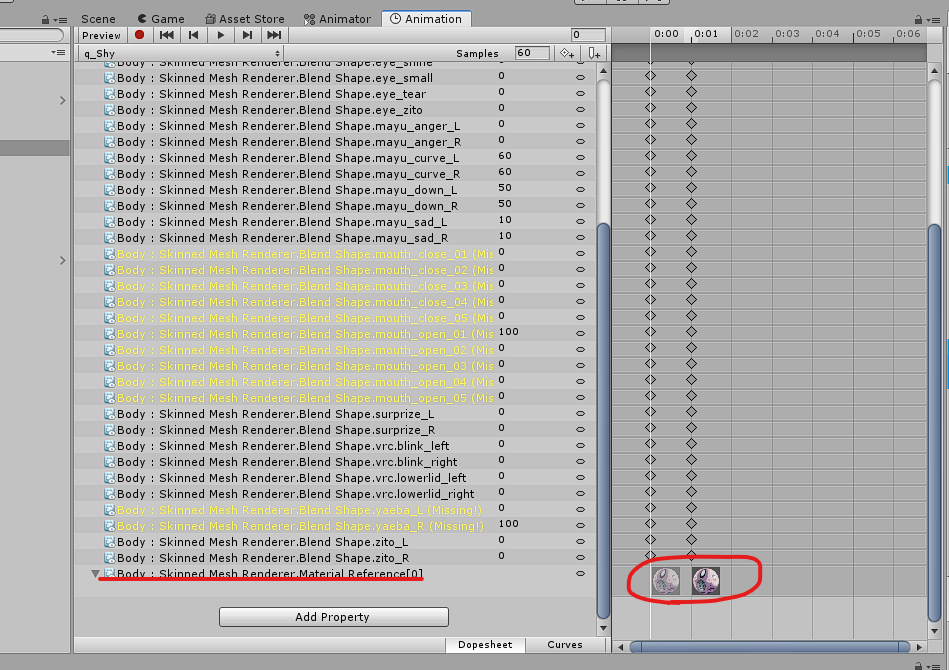 Scene Game Asset Store Animator Animation
Preview 0 0:00 0:01 0:02 0:03 0:04 0:05 0:06
q_Shy Samples 60
Body : Skinned Mesh Renderer.Blend Shape.eye_shine
Body : Skinned Mesh Renderer.Blend Shape.eye_small 0
Body : Skinned Mesh Renderer.Blend Shape.eye_tear 0
Body : Skinned Mesh Renderer.Blend Shape.eye_zito 0
Body : Skinned Mesh Renderer.Blend Shape.mayu_anger_L 0
Body : Skinned Mesh Renderer.Blend Shape.mayu_anger_R 0
Body : Skinned Mesh Renderer.Blend Shape.mayu_curve_L 60
Body : Skinned Mesh Renderer.Blend Shape.mayu_curve_R 60
Body : Skinned Mesh Renderer.Blend Shape.mayu_down_L 50
Body : Skinned Mesh Renderer.Blend Shape.mayu_down_R 50
Body : Skinned Mesh Renderer.Blend Shape.mayu_sad_L 10
Body : Skinned Mesh Renderer.Blend Shape.mayu_sad_R 10
Body : Skinned Mesh Renderer.Blend Shape.mouth_close_01 (Mis 0
Body : Skinned Mesh Renderer.Blend Shape.mouth_close_02 (Mis 0
Body : Skinned Mesh Renderer.Blend Shape.mouth_close_03 (Mis 0
Body : Skinned Mesh Renderer.Blend Shape.mouth_close_04 (Mis 0
Body : Skinned Mesh Renderer.Blend Shape.mouth_close_05 (Mis 0
Body : Skinned Mesh Renderer.Blend Shape.mouth_open_01 (Mis 100
Body : Skinned Mesh Renderer.Blend Shape.mouth_open_02 (Mis 0
Body : Skinned Mesh Renderer.Blend Shape.mouth_open_03 (Mis 0
Body : Skinned Mesh Renderer.Blend Shape.mouth_open_04 (Mis 0
Body : Skinned Mesh Renderer.Blend Shape.mouth_open_05 (Mis 0
Body : Skinned Mesh Renderer.Blend Shape.surprize_L 0
Body : Skinned Mesh Renderer.Blend Shape.surprize_R 0
Body : Skinned Mesh Renderer.Blend Shape.vrc.blink_left 0
Body : Skinned Mesh Renderer.Blend Shape.vrc.blink_right 0
Body : Skinned Mesh Renderer.Blend Shape.vrc.lowerlid_left 0
Body : Skinned Mesh Renderer.Blend Shape.vrc.lowerlid_right 0
Body : Skinned Mesh Renderer.Blend Shape.yaeba_L (Missing!) 0
Body : Skinned Mesh Renderer.Blend Shape.yaeba_R (Missing!) 100
Body : Skinned Mesh Renderer.Blend Shape.zito_L 0
Body : Skinned Mesh Renderer.Blend Shape.zito_R 0
Body : Skinned Mesh Renderer.Material Reference[0]
Add Property
Dopesheet Curves